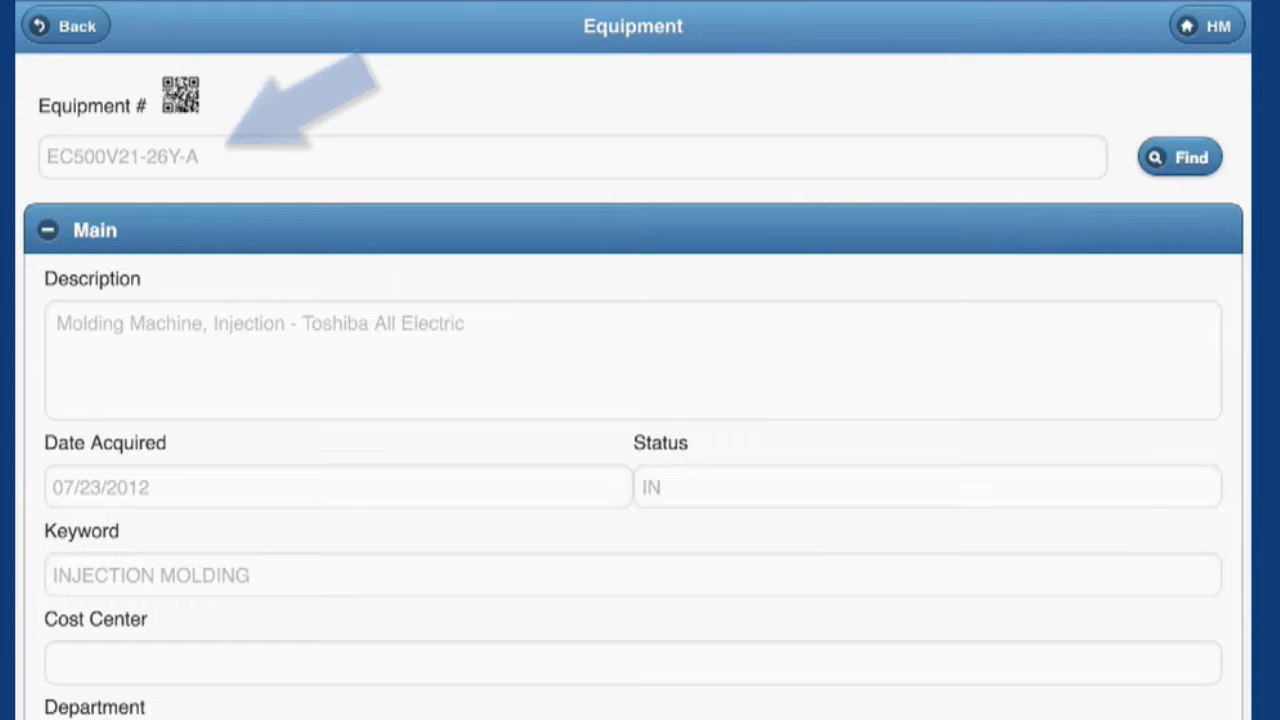 Back
Equipment
HM
Equipment #
EC500V21-26Y-A
Find
Main
Description
Molding Machine, Injection - Toshiba All Electric
Date Acquired
Status
07/23/2012
IN
Keyword
INJECTION MOLDING
Cost Center
Department